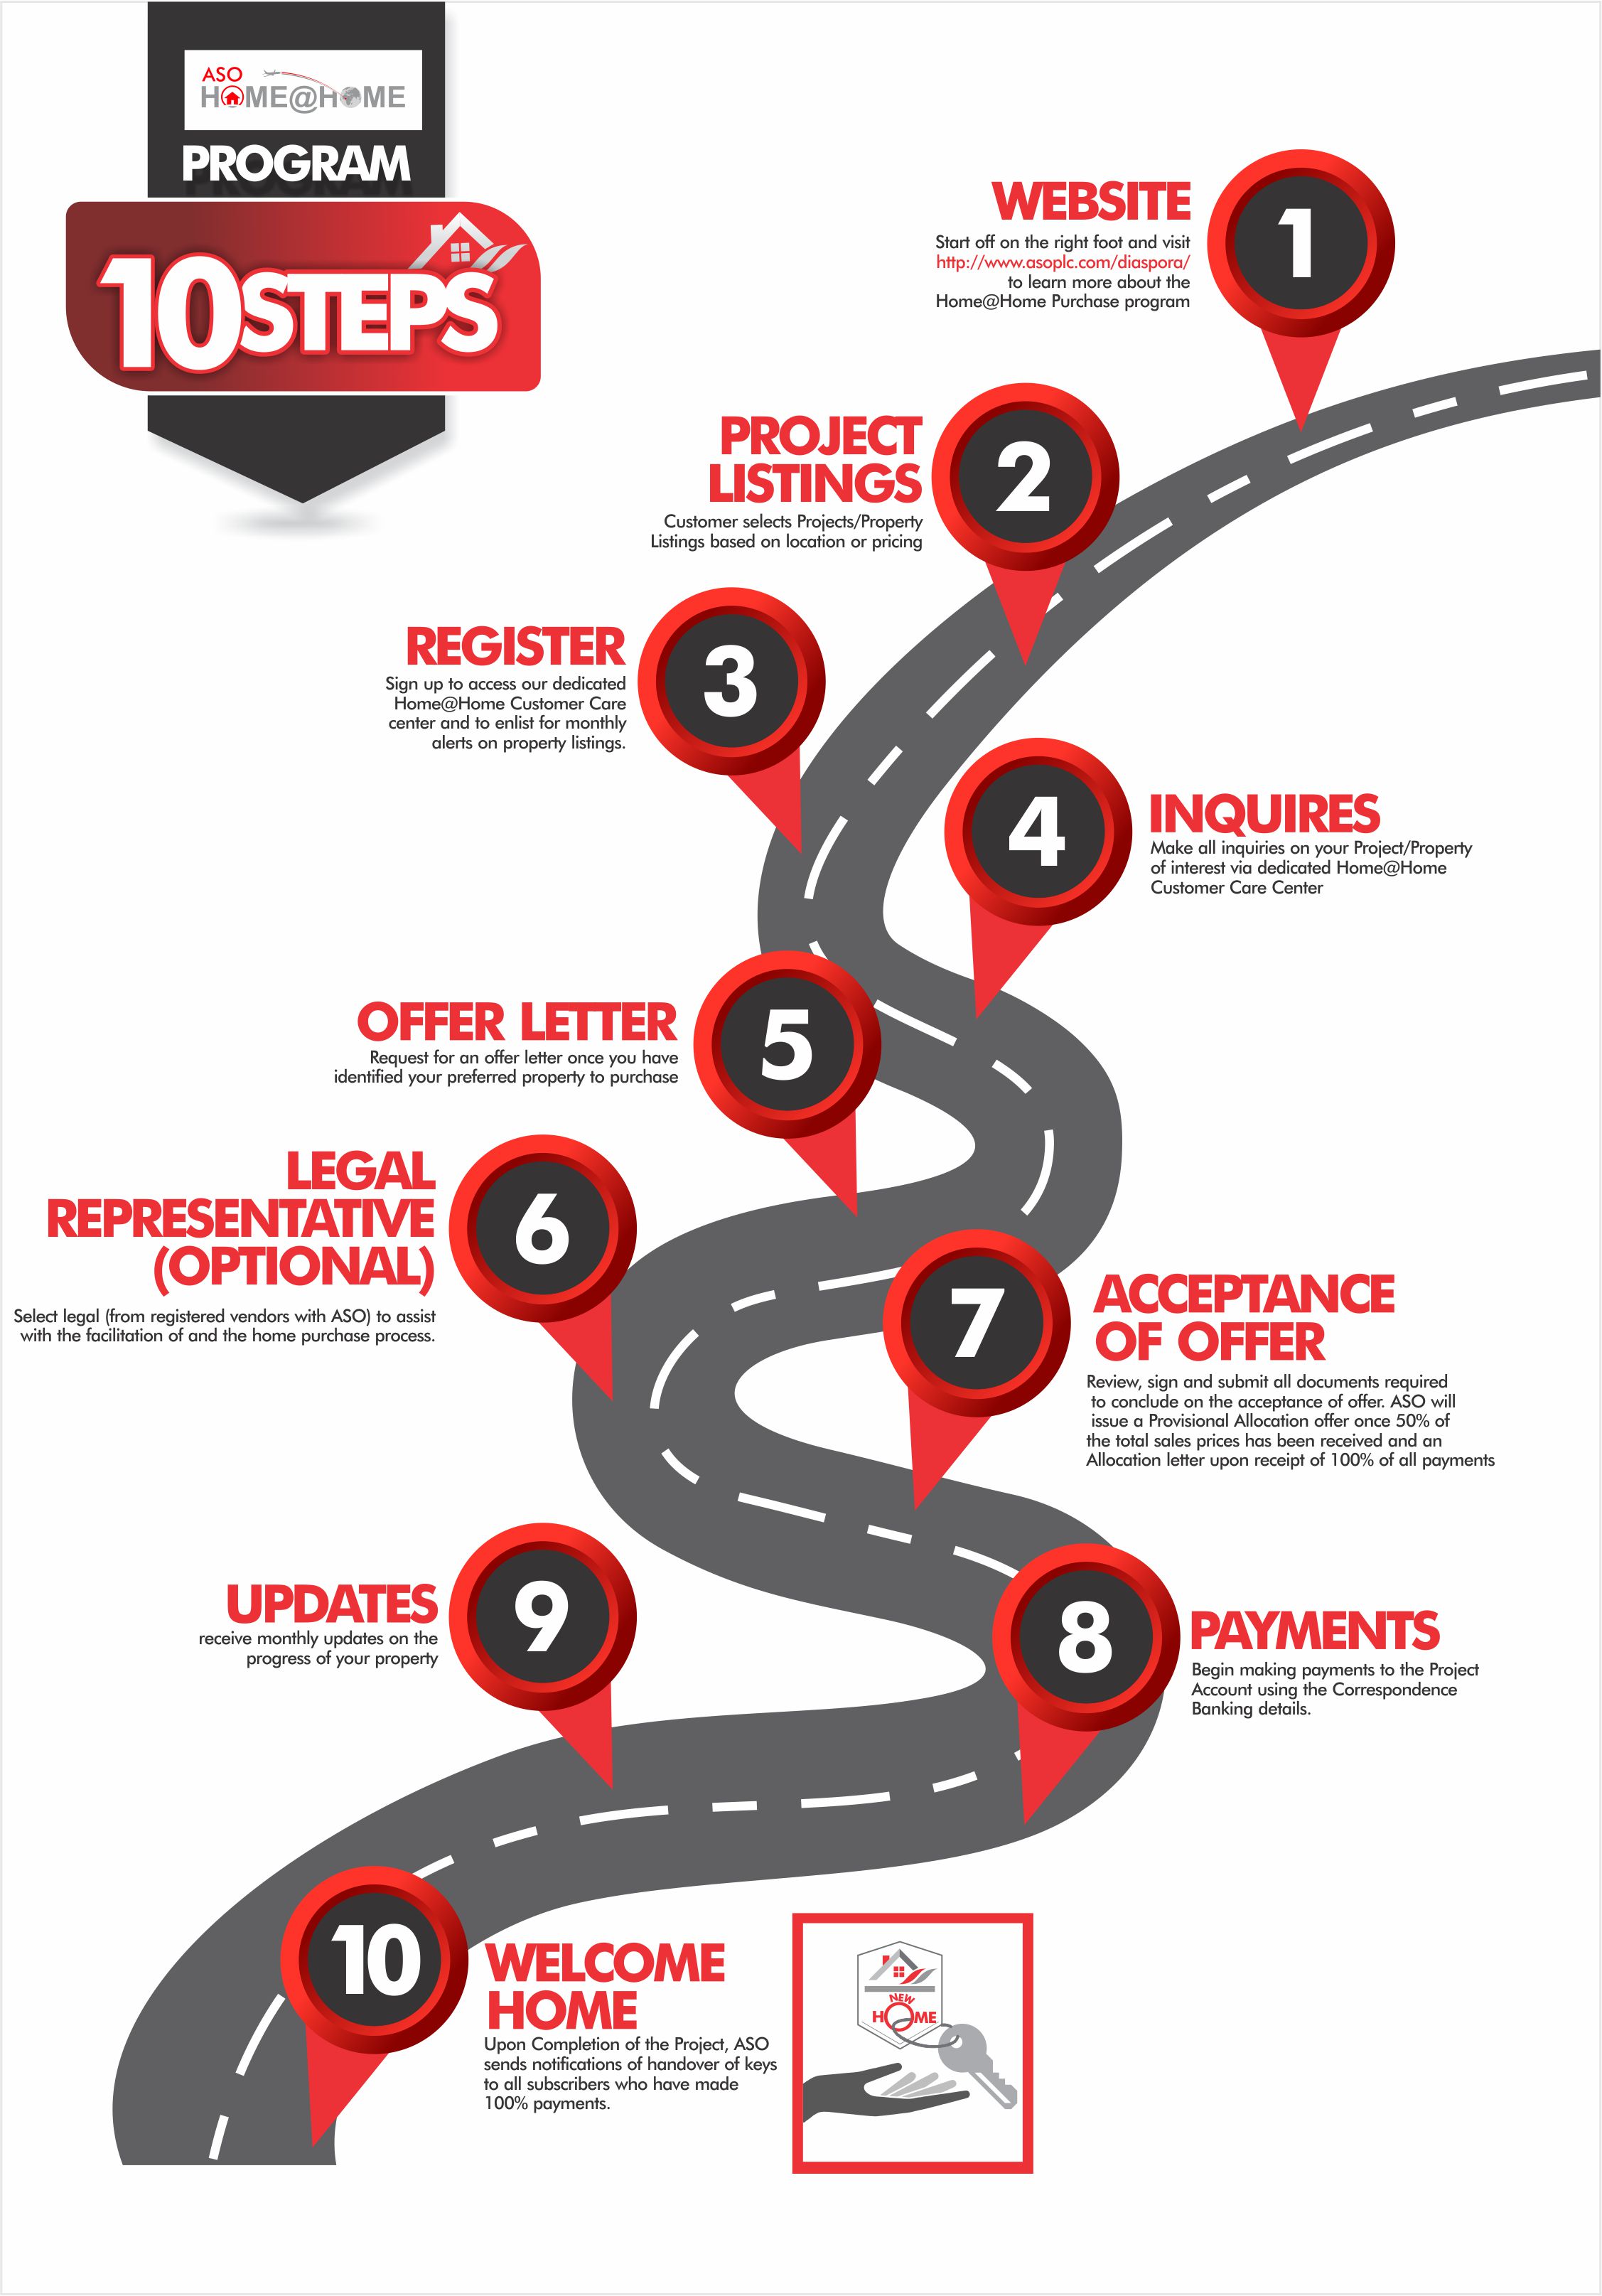 ASO
HOME@HOME
PROGRAM
10 STEPS
WEBSITE
Start off on the right foot and visit
http://www.asoplc.com/diaspora/
to learn more about the
Home@Home Purchase program
1
PROJECT
LISTINGS
Customer selects Projects/Property
Listings based on location or pricing
2
REGISTER
Sign up to access our dedicated
Home@Home Customer Care
center and to enlist for monthly
alerts on property listings.
3
4
INQUIRES
Make all inquiries on your Project/Property
of interest via dedicated Home@Home
Customer Care Center
OFFER LETTER
Request for an offer letter once you have
identified your preferred property to purchase
5
LEGAL
REPRESENTATIVE
(OPTIONAL)
Select legal (from registered vendors with ASO) to assist
with the facilitation of and the home purchase process.
6
7
ACCEPTANCE
OF OFFER
Review, sign and submit all documents required
to conclude on the acceptance of offer. ASO will
issue a Provisional Allocation offer once 50% of
the total sales prices has been received and an
Allocation letter upon receipt of 100% of all payments
8
PAYMENTS
Begin making payments to the Project
Account using the Correspondence
Banking details.
UPDATES
receive monthly updates on the
progress of your property
9
10
WELCOME
HOME
Upon Completion of the Project, ASO
sends notifications of handover of keys
to all subscribers who have made
100% payments.
NEW
HOME